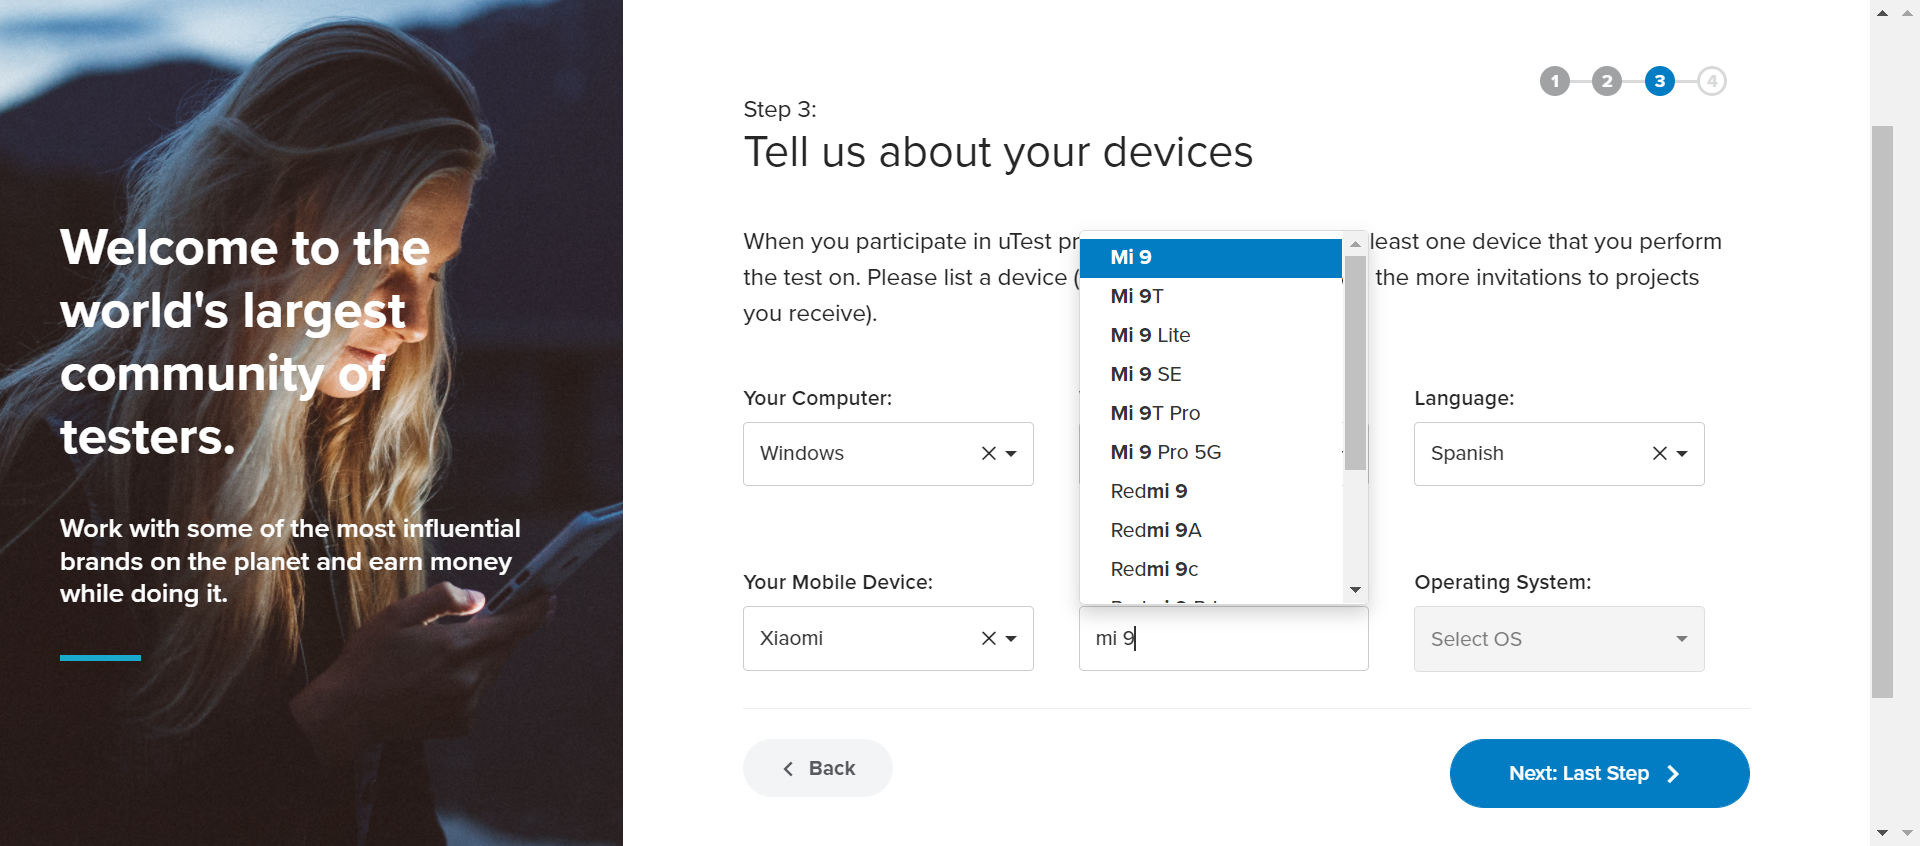 Welcome to the
world's largest
community of
testers.
Work with some of the most influential
brands on the planet and earn money
while doing it.
1 2 3 4
Step 3:
Tell us about your devices
When you participate in uTest pr least one device that you perform
the test on. Please list a device ( the more invitations to projects
you receive).
Your Computer:
Windows
Language:
Spanish
Mi 9
Mi 9T
Mi 9 Lite
Mi 9 SE
Mi 9T Pro
Mi 9 Pro 5G
Redmi 9
Redmi 9A
Redmi 9c
Your Mobile Device:
Xiaomi
mi 9
Operating System:
Select OS
Back
Next: Last Step